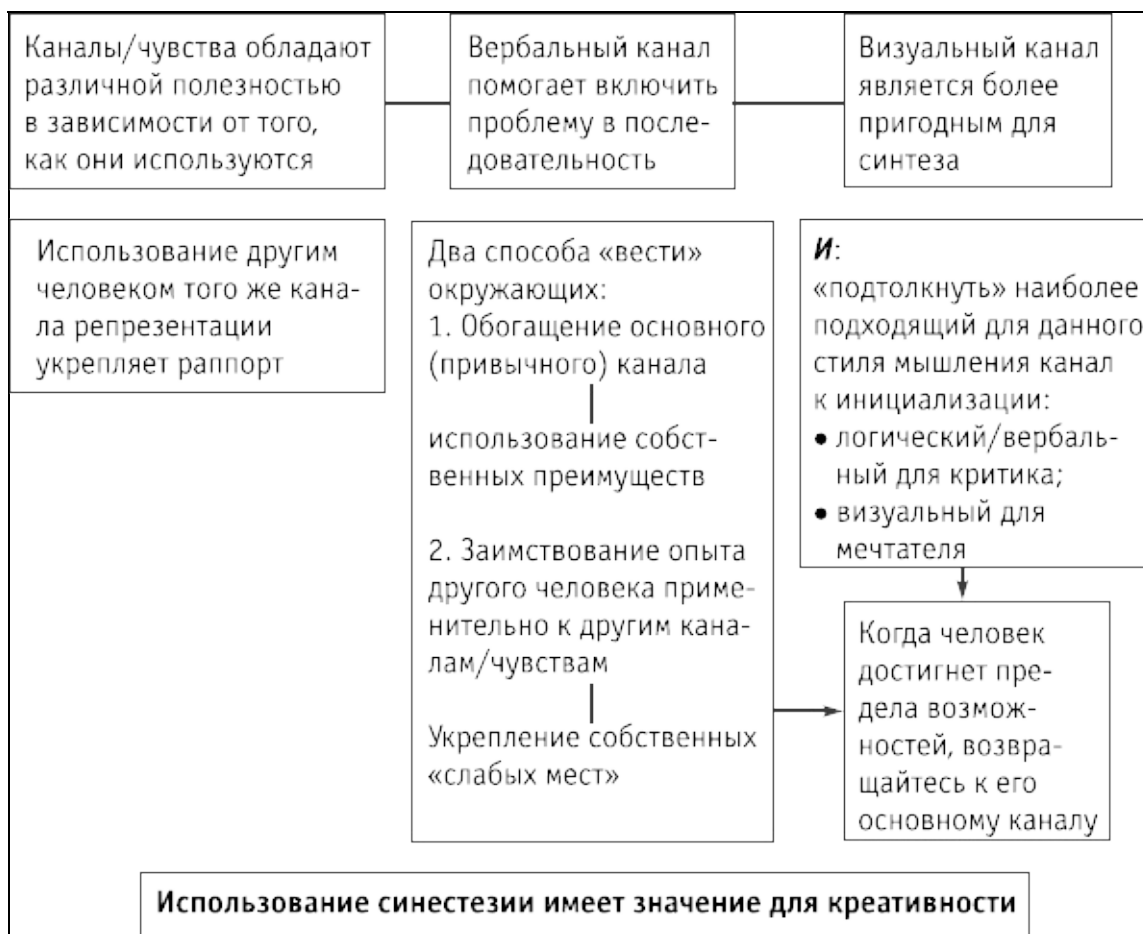 Каналы/чувства обладают
различной полезностью
в зависимости от того,
как они используются
Вербальный канал
помогает включить
проблему в после-
довательность
Визуальный канал
является более
пригодным для
синтеза
Использование другим
человеком того же кана-
ла репрезентации
укрепляет раппорт
Два способа «вести»
окружающих:
1. Обогащение основного
(привычного) канала
использование собст-
венных преимуществ
2. Заимствование опыта
другого человека приме-
нительно к другим кана-
лам/чувствам
Укрепление собственных
«слабых мест»
И:
«подтолкнуть» наиболее
подходящий для данного
стиля мышления канал
к инициализации:
• логический/вербаль-
ный для критика;
• визуальный для
мечтателя
Когда человек
достигнет пре-
дела возмож-
ностей, возвра-
щайтесь к его
основному каналу
Использование синестезии имеет значение для креативности